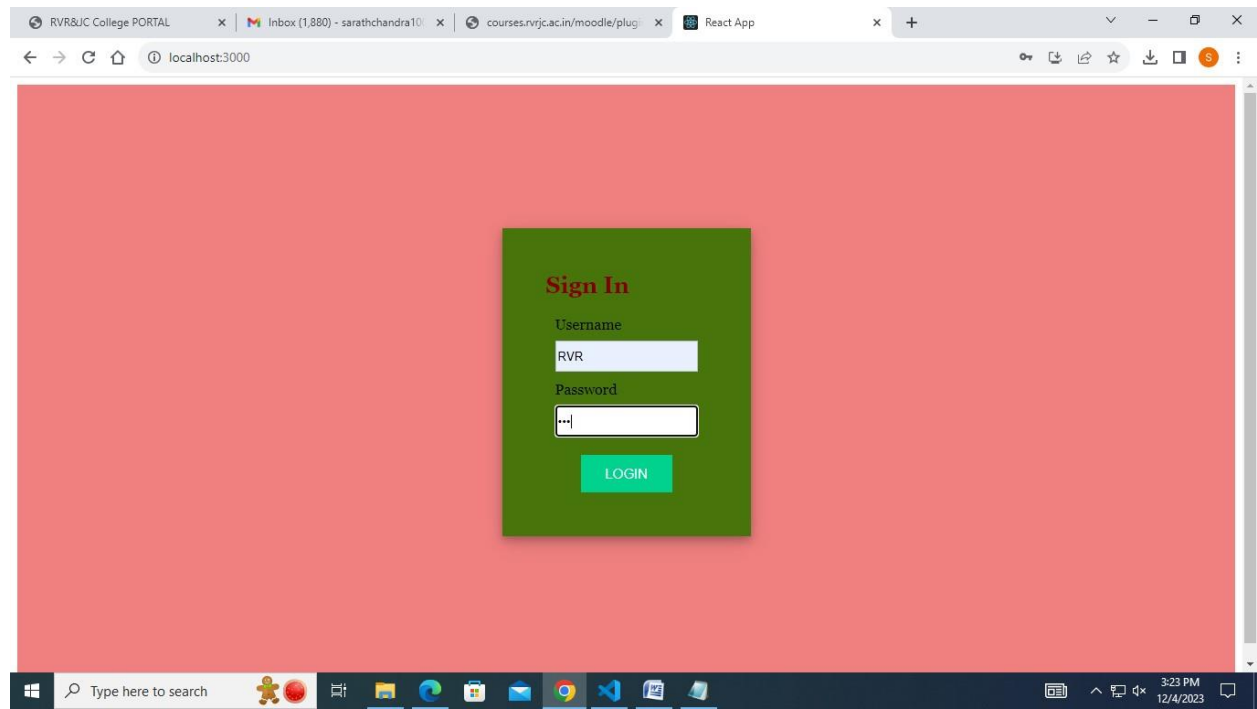 RVR&JC College PORTAL
Inbox (1,880) - sarathchandra10
courses.rvrjc.ac.in/moodle/plugi
React App
localhost:3000
S
Sign In
Username
RVR
Password
•••
LOGIN
Type here to search
3:23 PM
12/4/2023